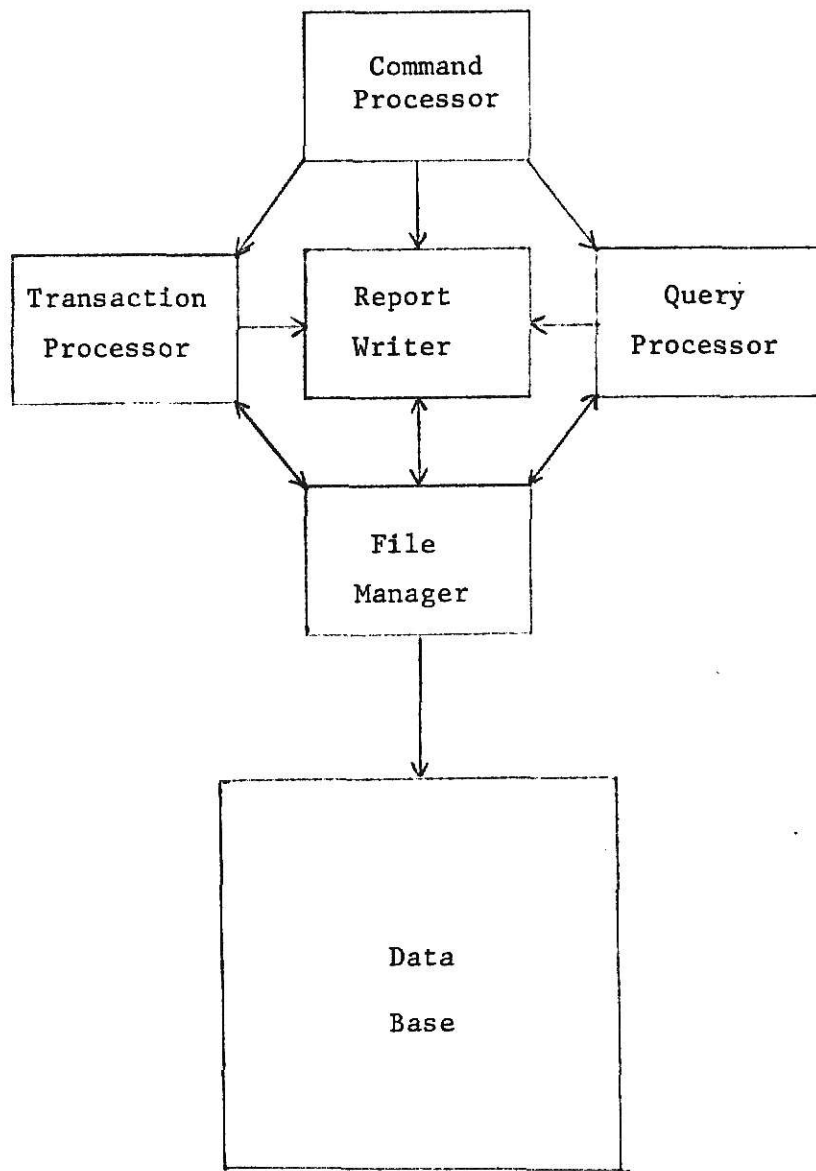 Command
Processor
Transaction
Processor
Report
Writer
Query
Processor
File
Manager
Data
Base